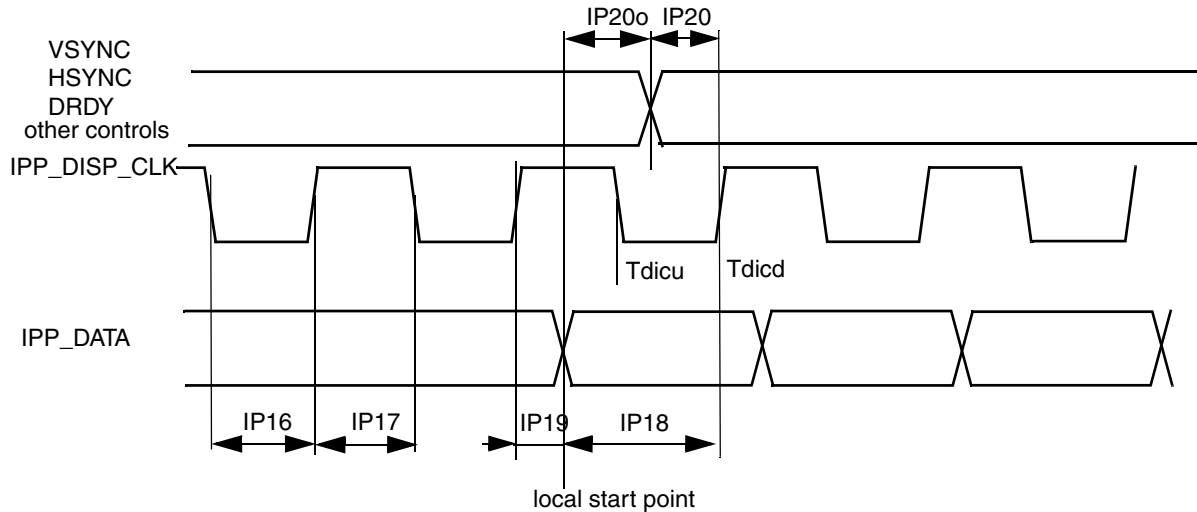 IP20o IP20
VSYNC
HSYNC
DRDY
other controls
IPP_DISP_CLK
Tdicu Tdicd
IPP_DATA
IP16 IP17 IP19 IP18
local start point